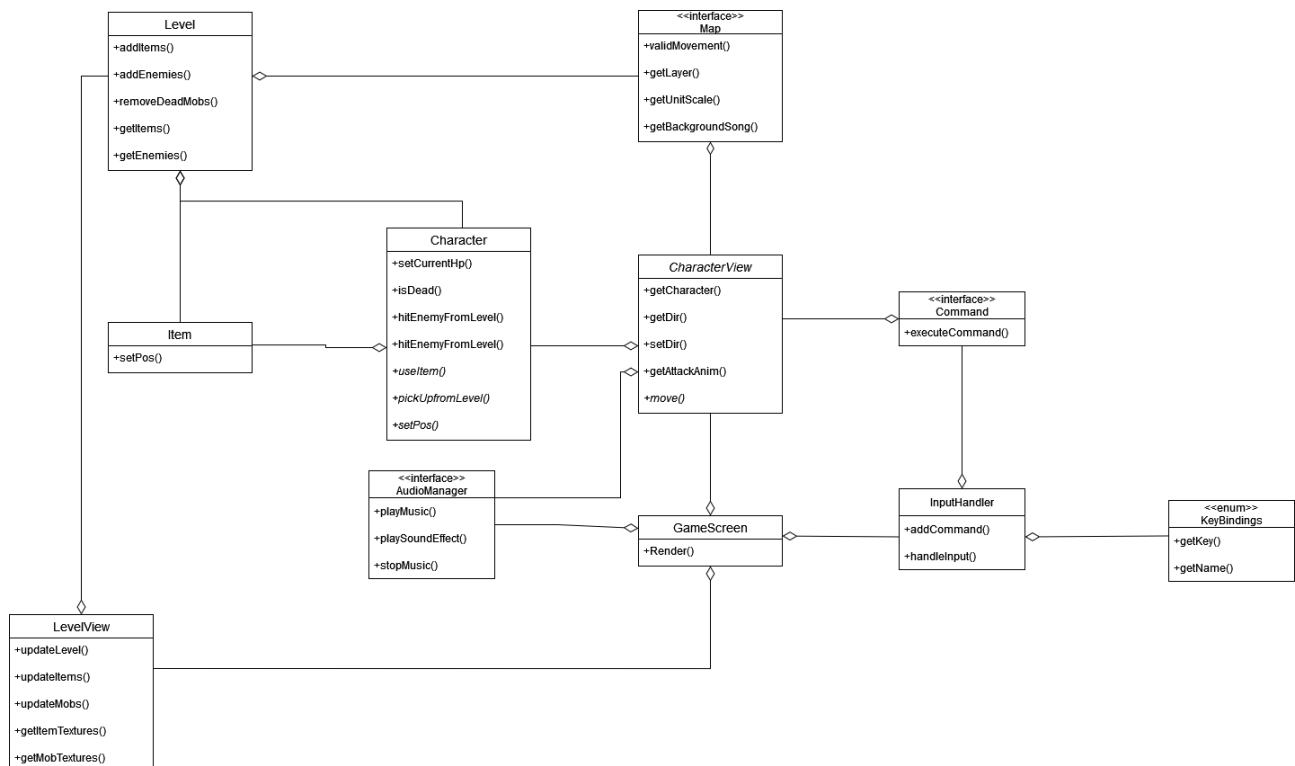 Level
+addItems()
+addEnemies()
+removeDeadMobs()
+getItems()
+getEnemies()
<<interface>>
Map
+validMovement()
+getLayer()
+getUnitScale()
+getBackgroundSong()
Character
+setCurrentHp()
+isDead()
+hitEnemyFromLevel()
+hitEnemyFromLevel()
+useItem()
+pickUpfromLevel()
+setPos()
CharacterView
+getCharacter()
+getDir()
+setDir()
+getAttackAnim()
+move()
<<interface>>
Command
+executeCommand()
Item
+setPos()
<<interface>>
AudioManager
+playMusic()
+playSoundEffect()
+stopMusic()
GameScreen
+Render()
InputHandler
+addCommand()
+handleInput()
<<enum>>
KeyBindings
+getKey()
+getName()
LevelView
+updateLevel()
+updateItems()
+updateMobs()
+getItemTextures()
+getMobTextures()